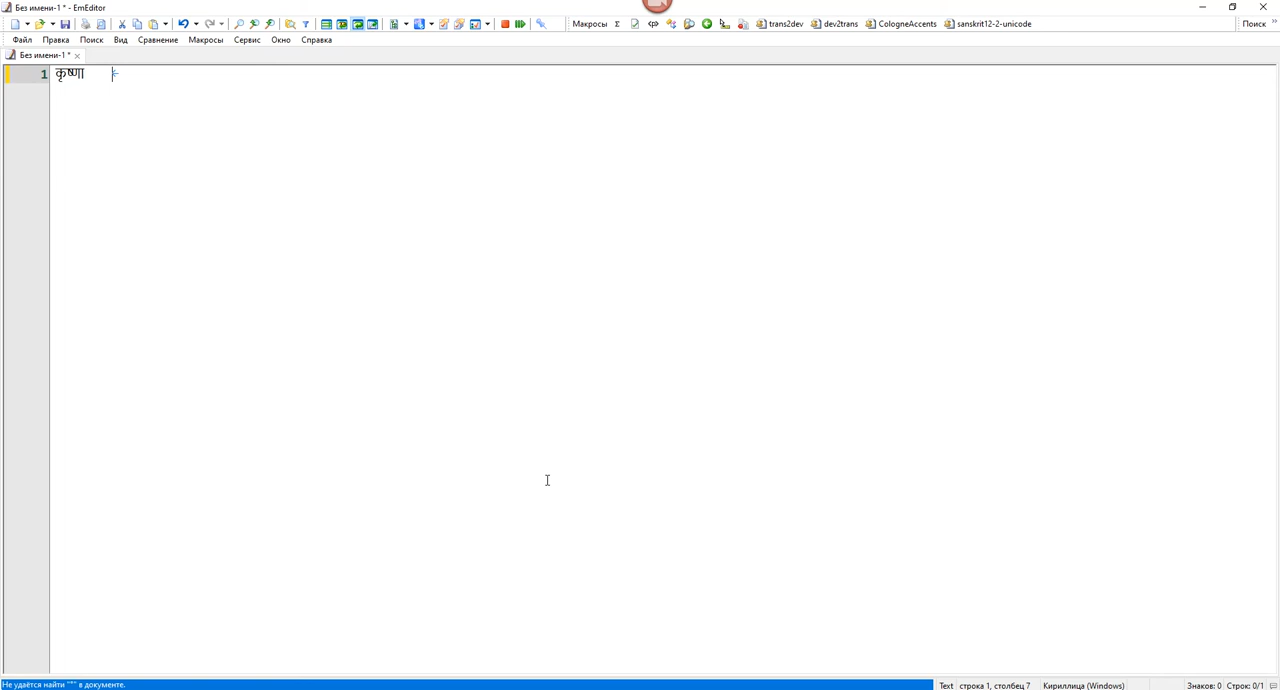 Без имени-1 * - EmEditor
Макросы Σ trans2dev dev2trans CologneAccents sanskrit12-2-unicode Поиск »
Файл Правка Поиск Вид Сравнение Макросы Сервис Окно Справка
Без имени-1 *
1 कृष्णा
Не удаётся найти "*" в документе. Text строка 1, столбец 7 Кириллица (Windows) Знаков: 0 Строк: 0/1